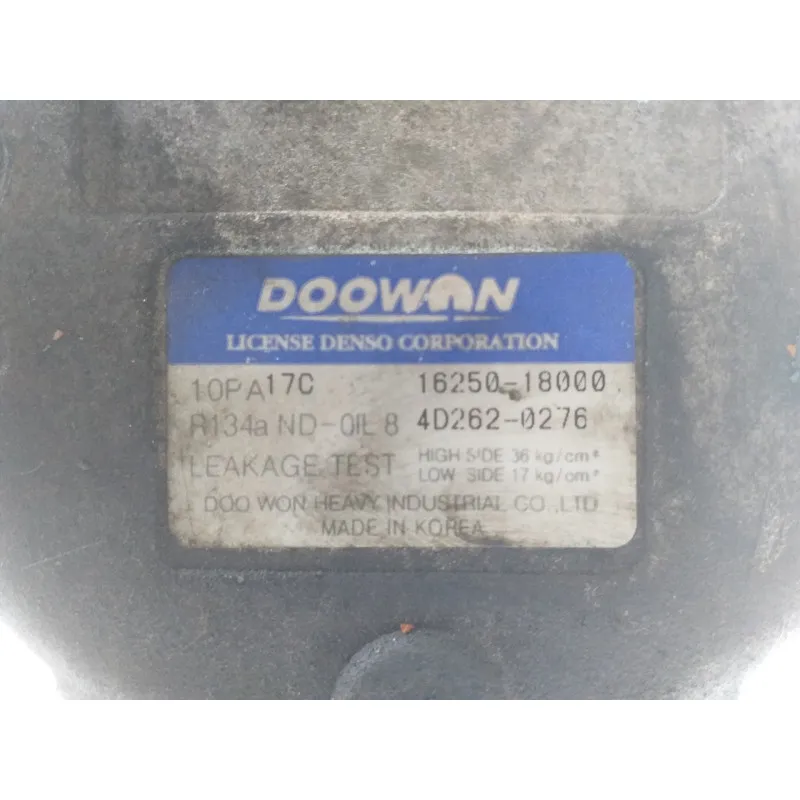 DOOWON
LICENSE DENSO CORPORATION
10PA17C 16250-18000
R134a ND-OIL 8 4D262-0276
LEAKAGE TEST HIGH SIDE 36 kg/cm²
LOW SIDE 17 kg/cm²
DOO WON HEAVY INDUSTRIAL CO.,LTD
MADE IN KOREA